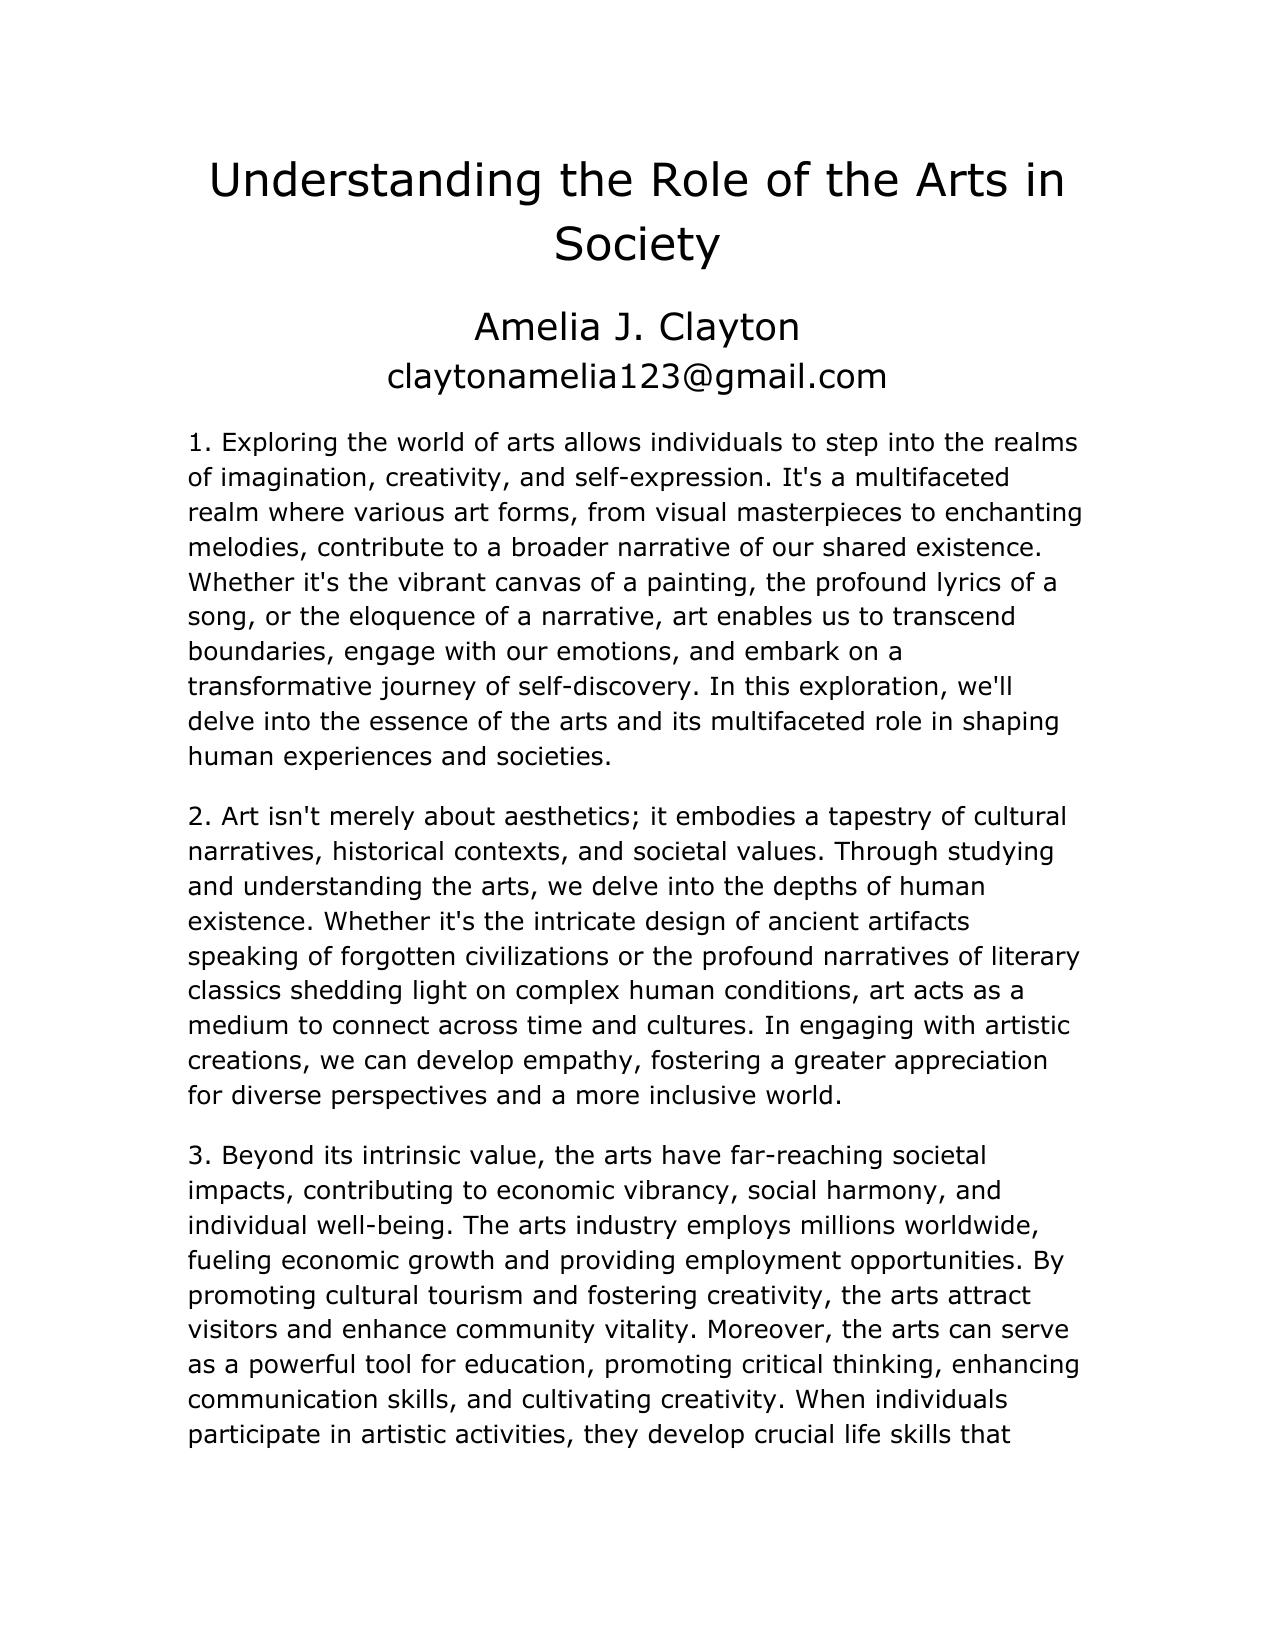 Understanding the Role of the Arts in
Society
Amelia J. Clayton
claytonamelia123@gmail.com
1. Exploring the world of arts allows individuals to step into the realms
of imagination, creativity, and self-expression. It's a multifaceted
realm where various art forms, from visual masterpieces to enchanting
melodies, contribute to a broader narrative of our shared existence.
Whether it's the vibrant canvas of a painting, the profound lyrics of a
song, or the eloquence of a narrative, art enables us to transcend
boundaries, engage with our emotions, and embark on a
transformative journey of self-discovery. In this exploration, we'll
delve into the essence of the arts and its multifaceted role in shaping
human experiences and societies.
2. Art isn't merely about aesthetics; it embodies a tapestry of cultural
narratives, historical contexts, and societal values. Through studying
and understanding the arts, we delve into the depths of human
existence. Whether it's the intricate design of ancient artifacts
speaking of forgotten civilizations or the profound narratives of literary
classics shedding light on complex human conditions, art acts as a
medium to connect across time and cultures. In engaging with artistic
creations, we can develop empathy, fostering a greater appreciation
for diverse perspectives and a more inclusive world.
3. Beyond its intrinsic value, the arts have far-reaching societal
impacts, contributing to economic vibrancy, social harmony, and
individual well-being. The arts industry employs millions worldwide,
fueling economic growth and providing employment opportunities. By
promoting cultural tourism and fostering creativity, the arts attract
visitors and enhance community vitality. Moreover, the arts can serve
as a powerful tool for education, promoting critical thinking, enhancing
communication skills, and cultivating creativity. When individuals
participate in artistic activities, they develop crucial life skills that